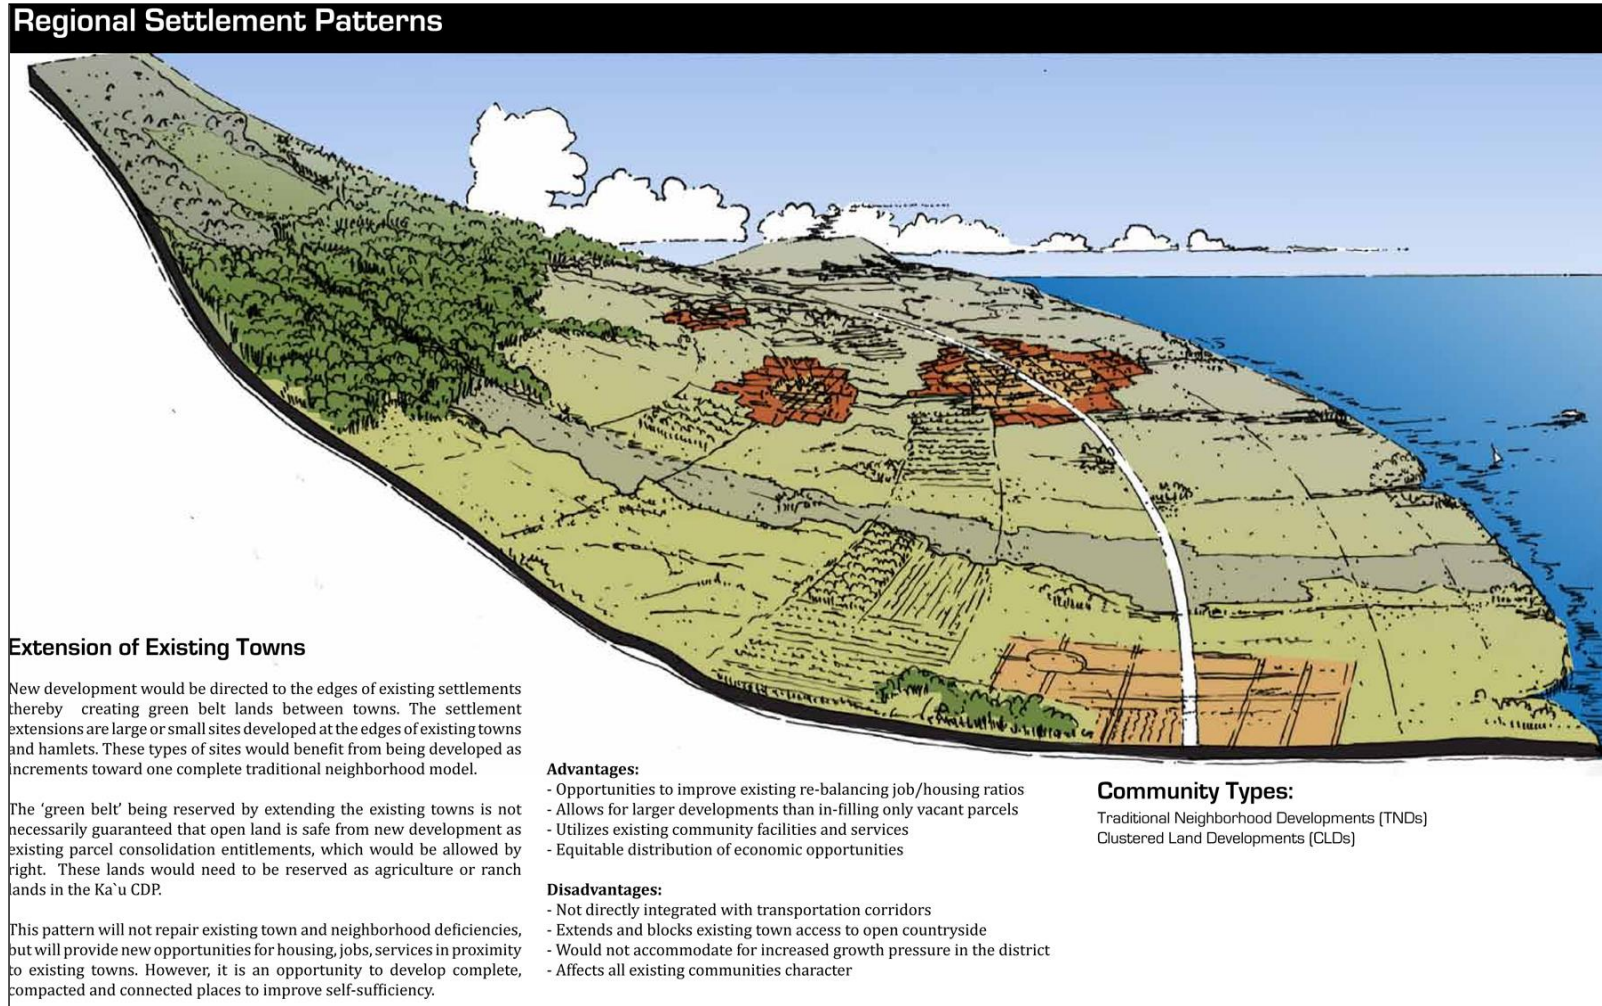 Regional Settlement Patterns
Extension of Existing Towns
New development would be directed to the edges of existing settlements
thereby creating green belt lands between towns. The settlement
extensions are large or small sites developed at the edges of existing towns
and hamlets. These types of sites would benefit from being developed as
increments toward one complete traditional neighborhood model.
The ‘green belt’ being reserved by extending the existing towns is not
necessarily guaranteed that open land is safe from new development as
existing parcel consolidation entitlements, which would be allowed by
right. These lands would need to be reserved as agriculture or ranch
lands in the Ka`u CDP.
This pattern will not repair existing town and neighborhood deficiencies,
but will provide new opportunities for housing, jobs, services in proximity
to existing towns. However, it is an opportunity to develop complete,
compacted and connected places to improve self-sufficiency.
Advantages:
- Opportunities to improve existing re-balancing job/housing ratios
- Allows for larger developments than in-filling only vacant parcels
- Utilizes existing community facilities and services
- Equitable distribution of economic opportunities
Disadvantages:
- Not directly integrated with transportation corridors
- Extends and blocks existing town access to open countryside
- Would not accommodate for increased growth pressure in the district
- Affects all existing communities character
Community Types:
Traditional Neighborhood Developments (TNDs)
Clustered Land Developments (CLDs)